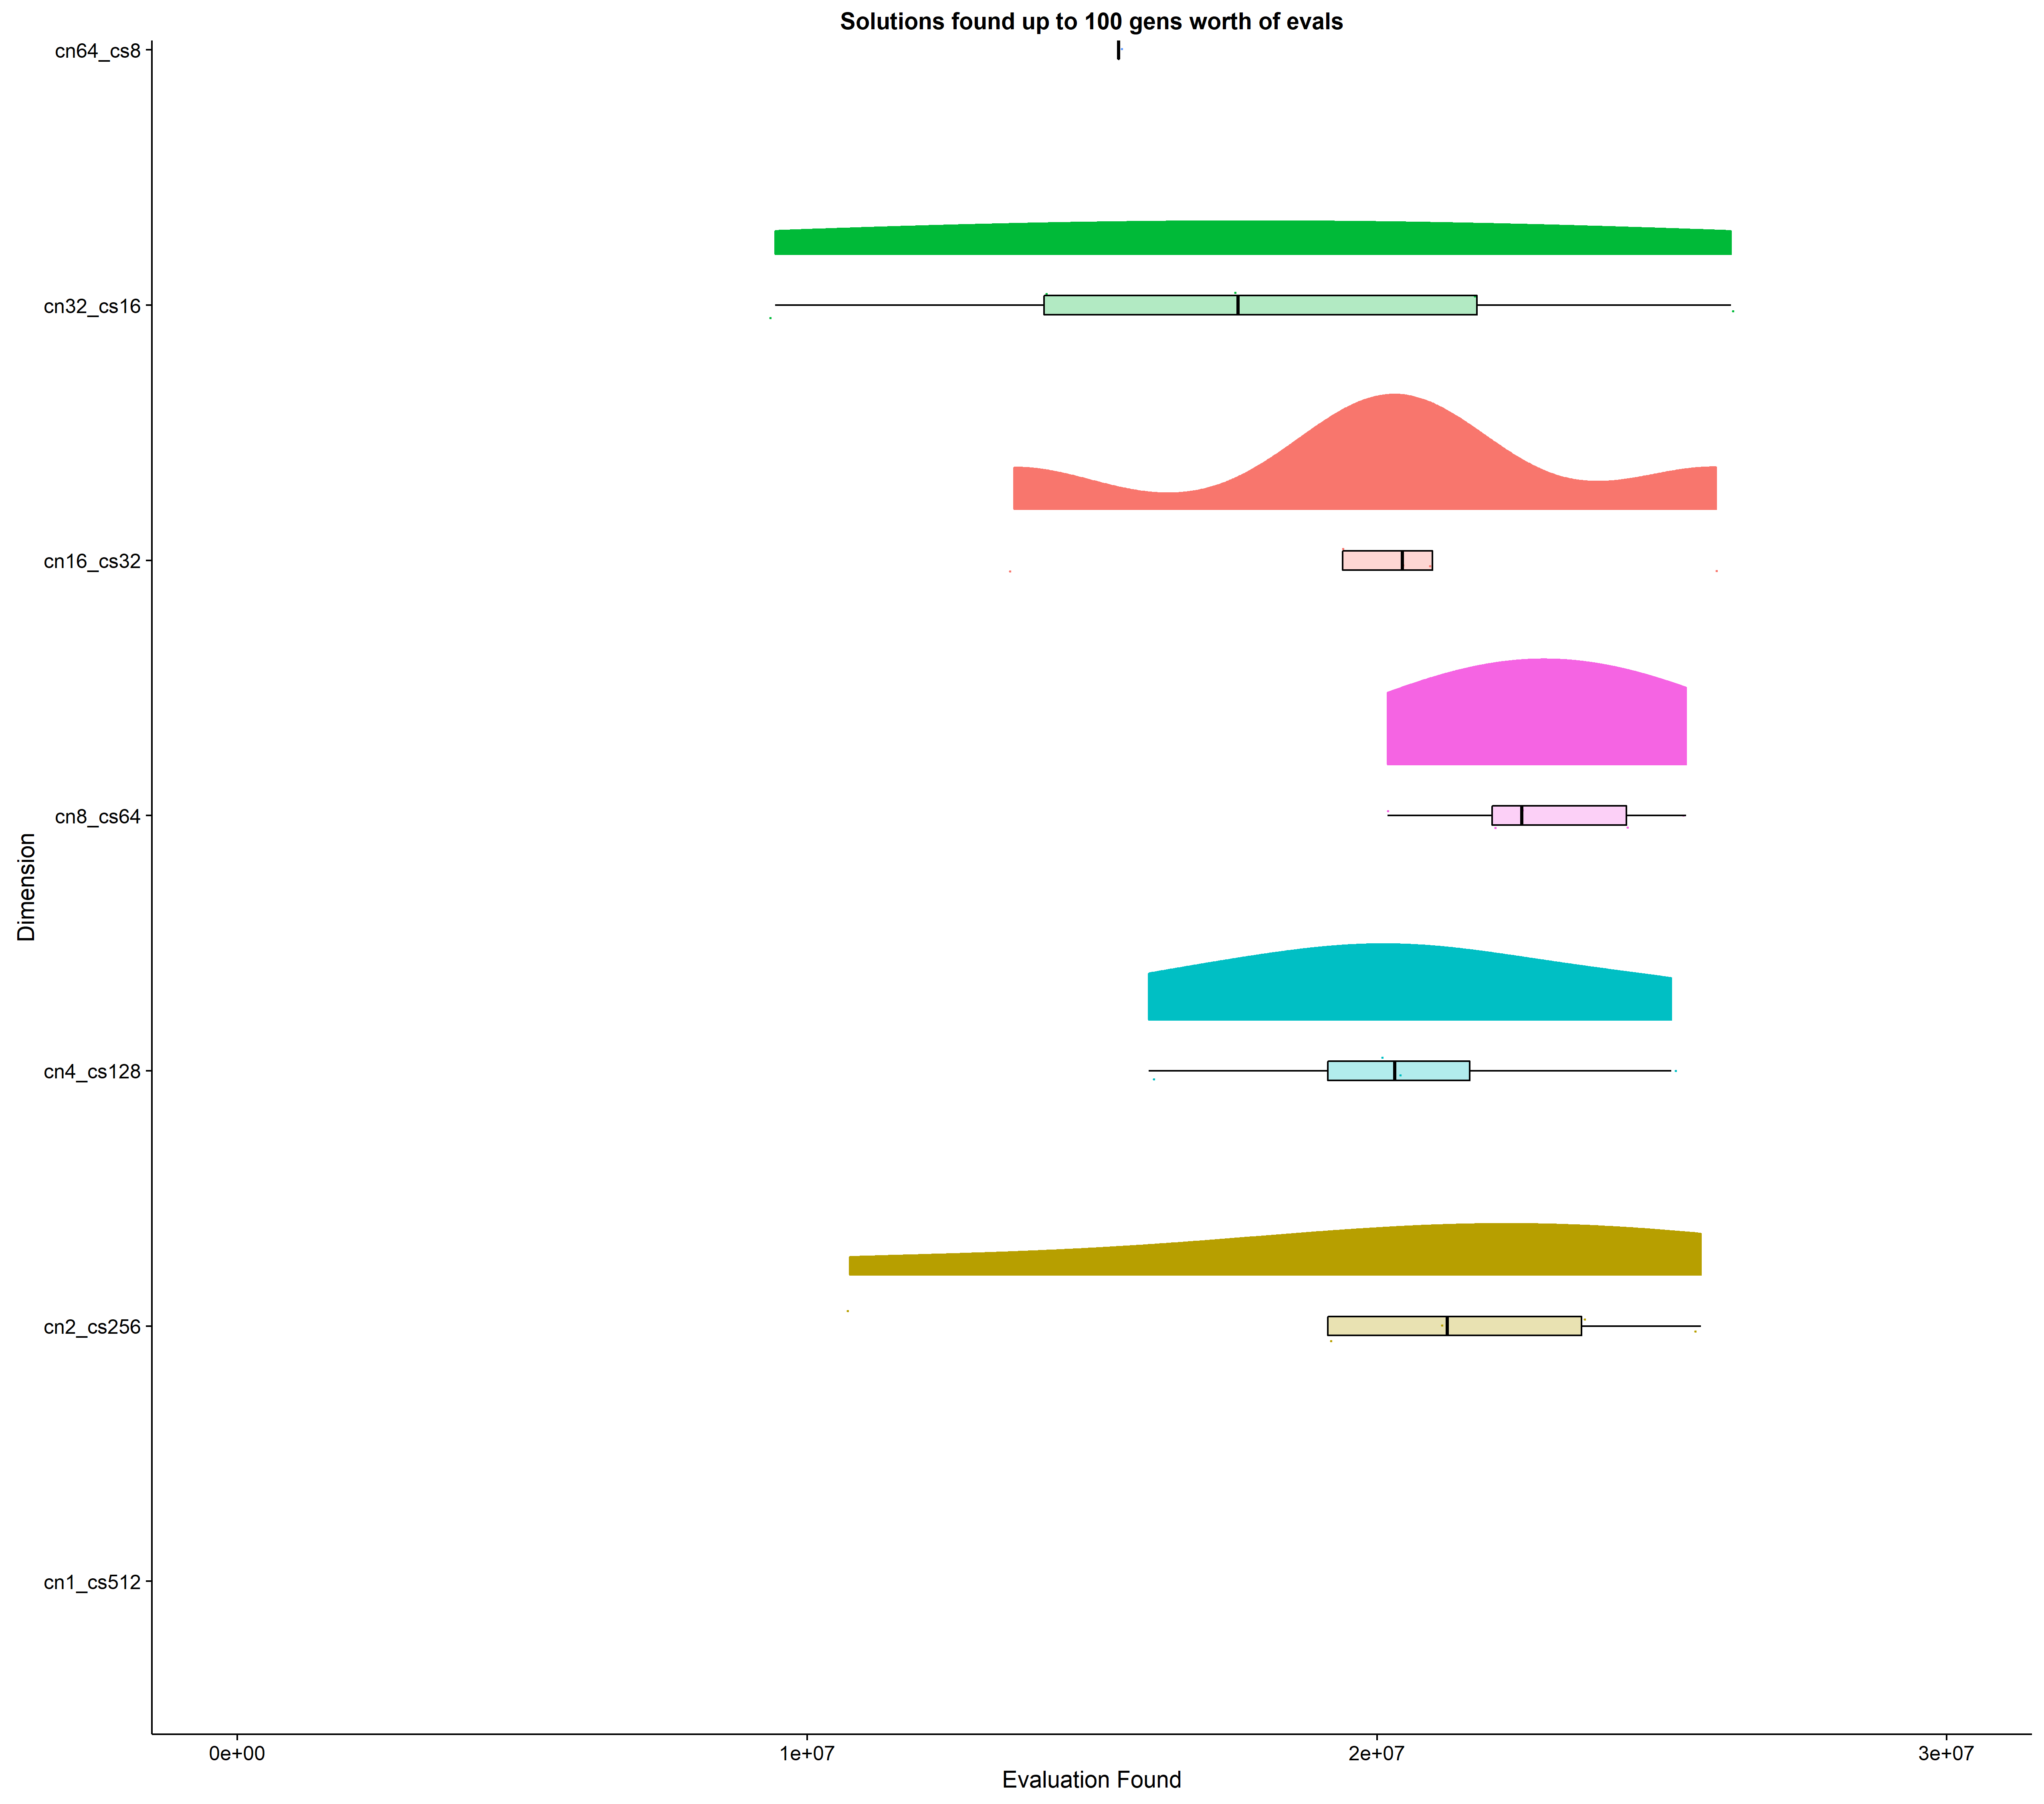 Solutions found up to 100 gens worth of evals
cn64_cs8
cn32_cs16
cn16_cs32
cn8_cs64
Dimension
cn4_cs128
cn2_cs256
cn1_cs512
0e+00 1e+07 2e+07 3e+07
Evaluation Found